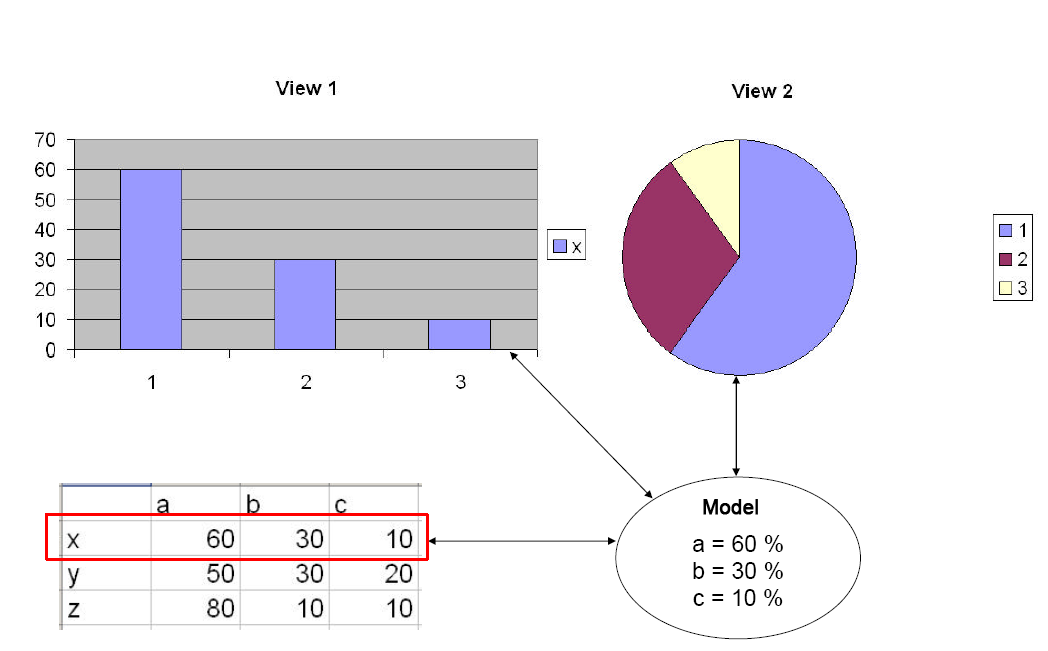 View 1
View 2
70
60
50
40
30
20
10
0
1 2 3
x
1
2
3
a b c
x 60 30 10
y 50 30 20
z 80 10 10
Model
a = 60 %
b = 30 %
c = 10 %